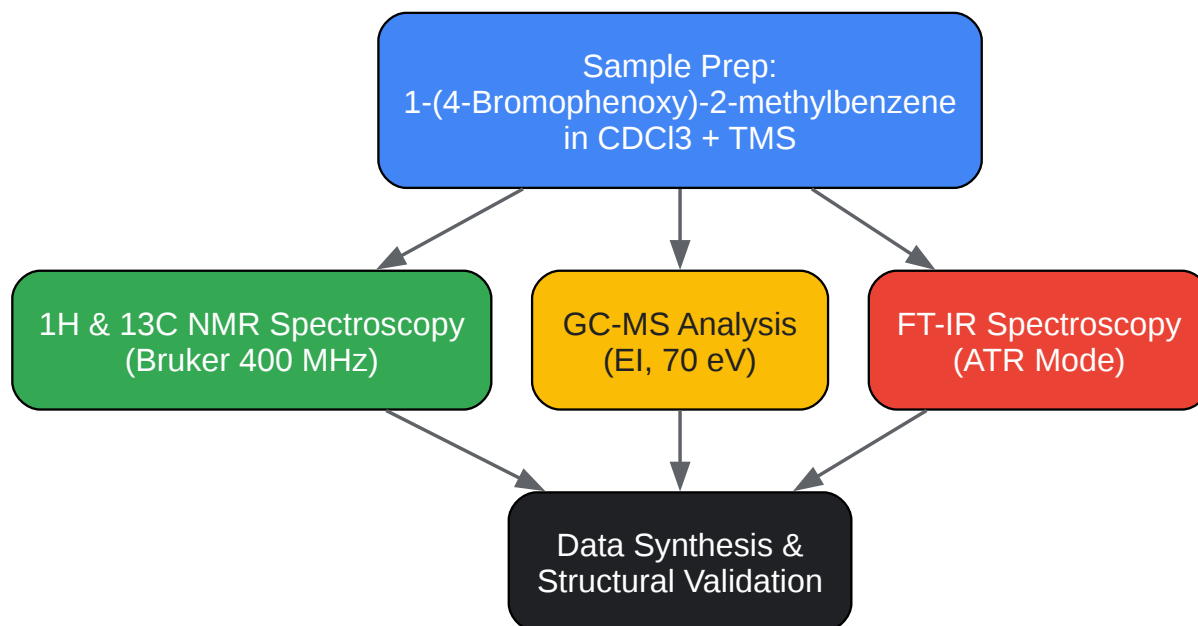 Sample Prep:
1-(4-Bromophenoxy)-2-methylbenzene
in CDCl3 + TMS
1H & 13C NMR Spectroscopy
(Bruker 400 MHz)
GC-MS Analysis
(EI, 70 eV)
FT-IR Spectroscopy
(ATR Mode)
Data Synthesis &
Structural Validation